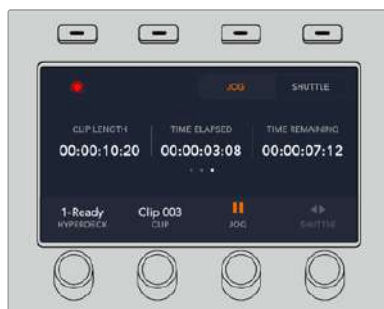 JOG SHUTTLE
CLIP LENGTH TIME ELAPSED TIME REMAINING
00:00:10:20 00:00:03:08 00:00:07:12
1-Ready Clip 003
HYPERDECK CLIP JOG SHUTTLE